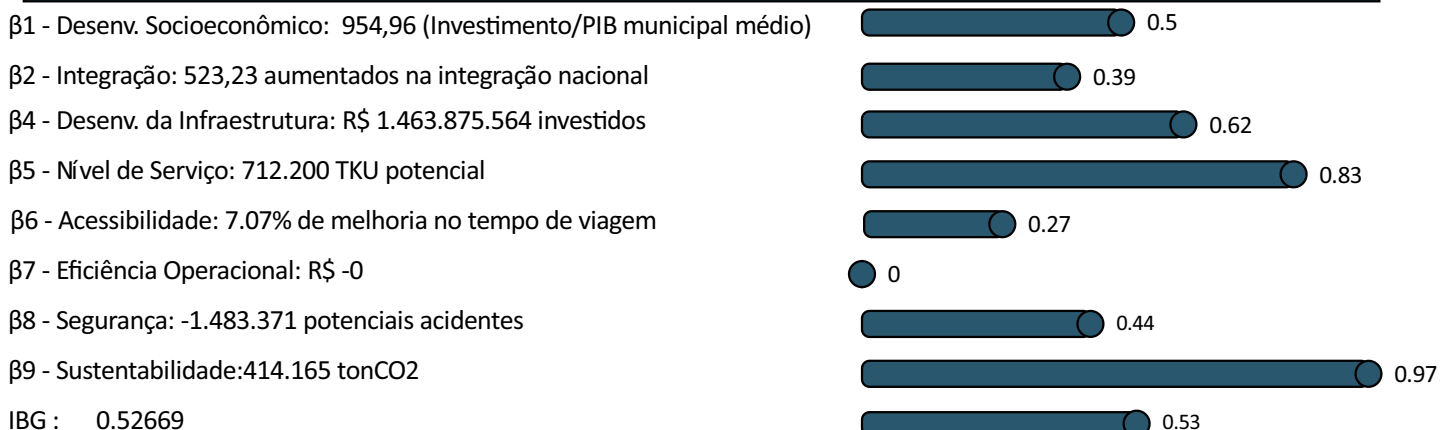 β1 - Desenv. Socioeconômico: 954,96 (Investimento/PIB municipal médio) 0.5
β2 - Integração: 523,23 aumentados na integração nacional 0.39
β4 - Desenv. da Infraestrutura: R$ 1.463.875.564 investidos 0.62
β5 - Nível de Serviço: 712.200 TKU potencial 0.83
β6 - Acessibilidade: 7.07% de melhoria no tempo de viagem 0.27
β7 - Eficiência Operacional: R$ -0 0
β8 - Segurança: -1.483.371 potenciais acidentes 0.44
β9 - Sustentabilidade:414.165 tonCO2 0.97
IBG : 0.52669 0.53